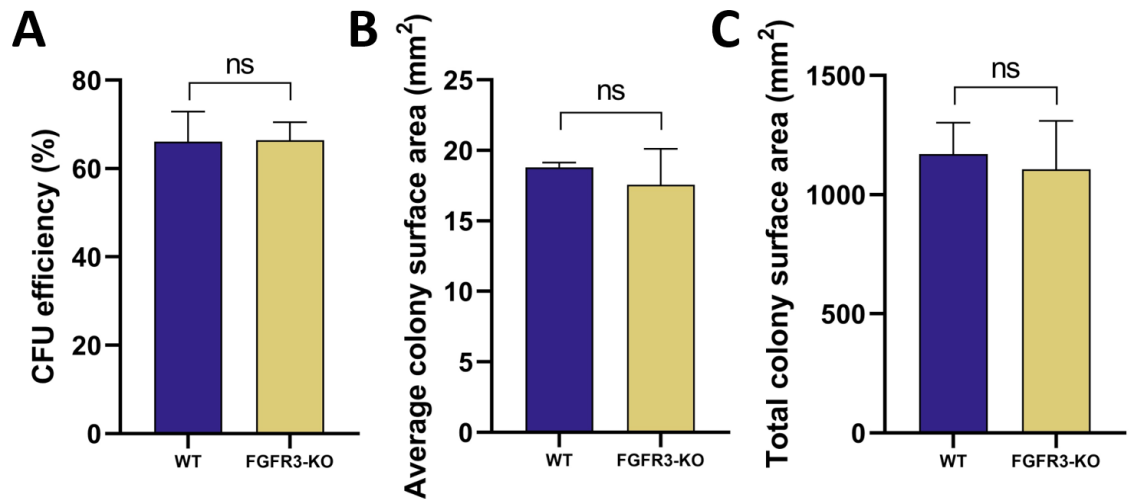 A
CFU efficiency (%)
80
60
40
20
0
ns
WT
FGFR3-KO
B
Average colony surface area (mm²)
25
20
15
10
5
0
ns
WT
FGFR3-KO
C
Total colony surface area (mm²)
1500
1000
500
0
ns
WT
FGFR3-KO